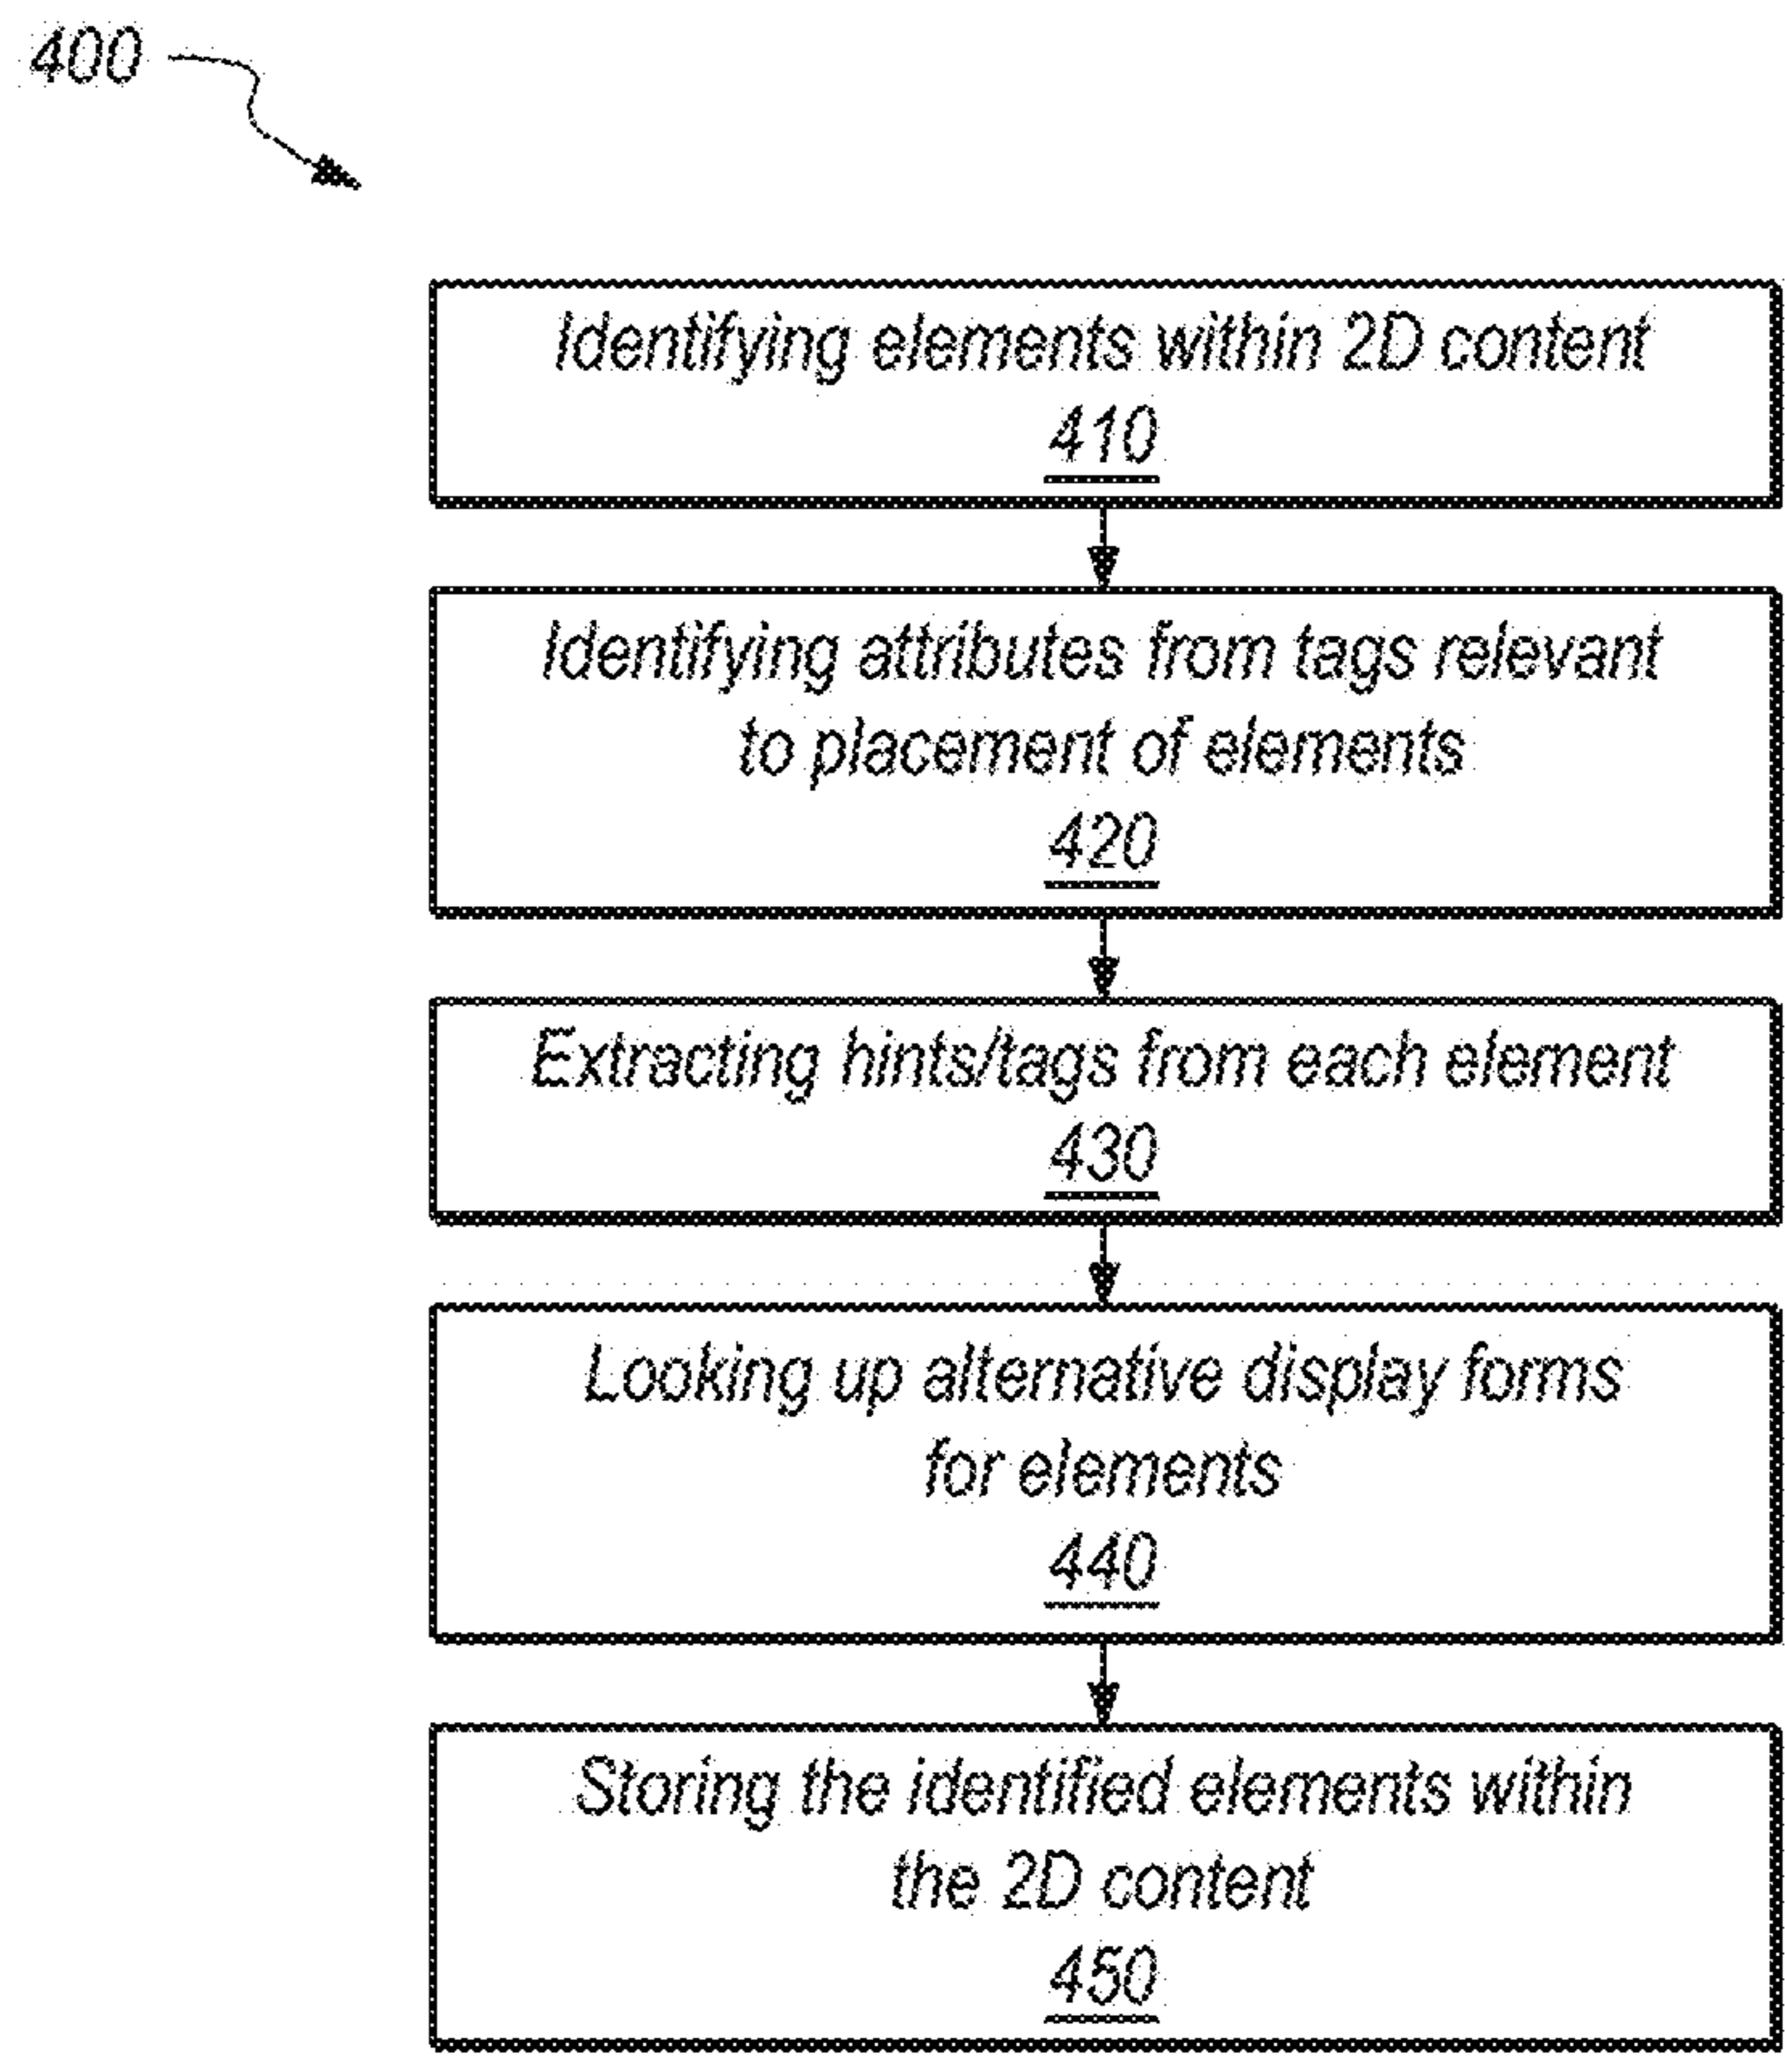 400
Identifying elements within 2D content
410
Identifying attributes from tags relevant
to placement of elements
420
Extracting hints/tags from each element
430
Looking up alternative display forms
for elements
440
Storing the identified elements within
the 2D content
450